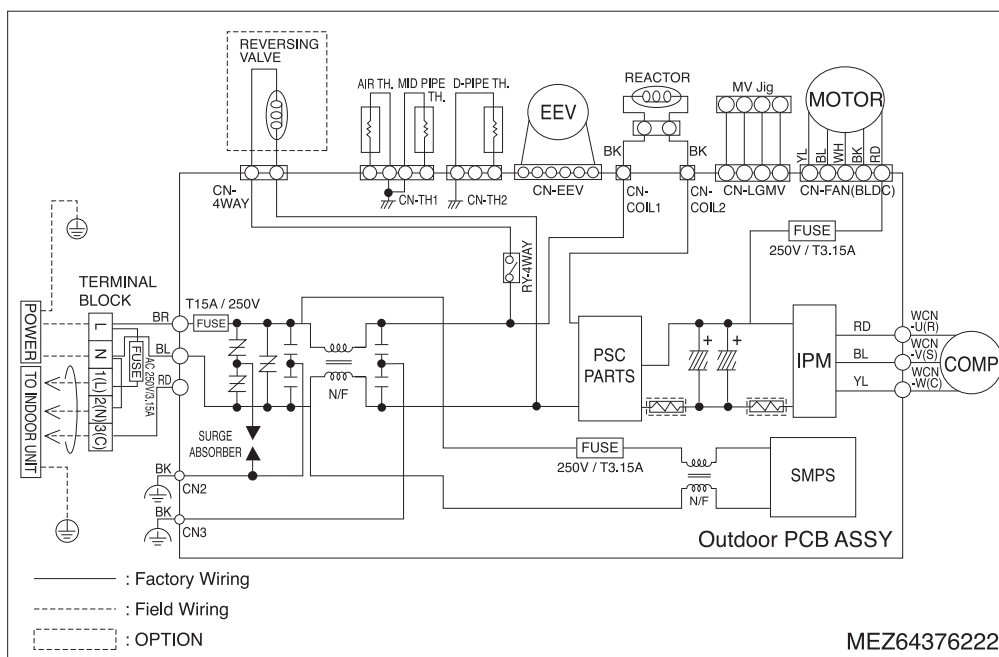 REVERSING
VALVE
AIR TH.
MID PIPE
TH.
D-PIPE TH.
EEV
REACTOR
MV Jig
MOTOR
BK
BK
YL
BL
WH
BK
RD
CN-
4WAY
CN-TH1
CN-TH2
CN-EEV
CN-
COIL1
CN-
COIL2
CN-LGMV
CN-FAN(BLDC)
FUSE
250V / T3.15A
RY-4WAY
TERMINAL
BLOCK
POWER
TO INDOOR UNIT
L
N
1(L)
2(N)
3(C)
FUSE
AC 250V/3.15A
BR
BL
RD
T15A / 250V
FUSE
N/F
SURGE
ABSORBER
BK
CN2
BK
CN3
PSC
PARTS
IPM
RD
BL
YL
WCN
-U(R)
WCN
-V(S)
WCN
-W(C)
COMP
FUSE
250V / T3.15A
N/F
SMPS
Outdoor PCB ASSY
: Factory Wiring
: Field Wiring
: OPTION
MEZ64376222